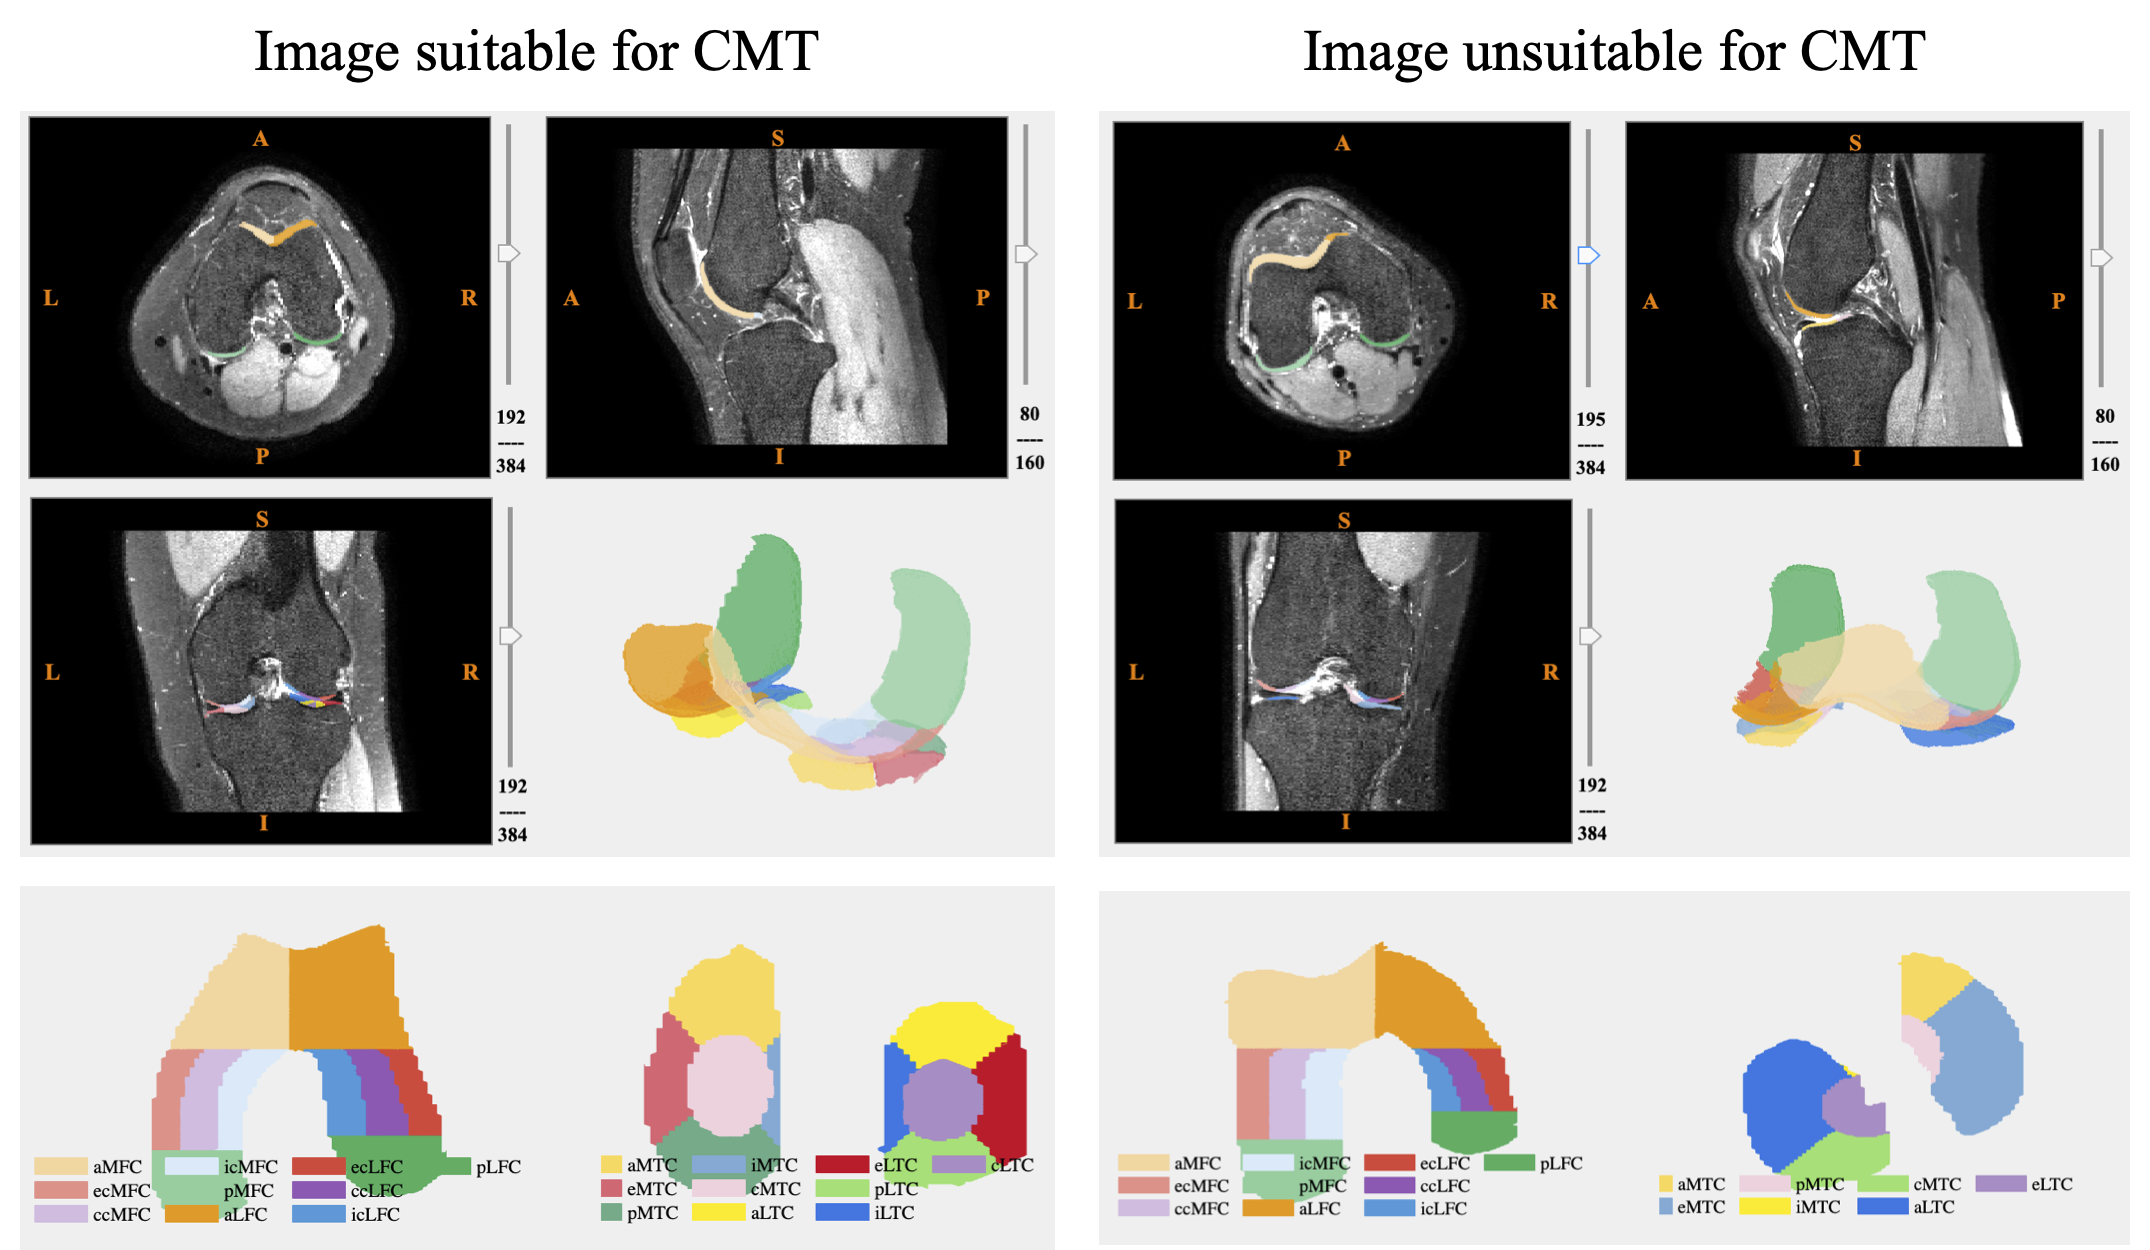 Image suitable for CMT
Image unsuitable for CMT
A
L
R
P
192
----
384
S
A
P
I
80
----
160
S
L
R
I
192
----
384
A
L
R
P
195
----
384
S
A
P
I
80
----
160
S
L
R
I
192
----
384
aMFC icMFC ecLFC pLFC
ecMFC pMFC ccLFC
ccMFC aLFC icLFC
aMTC iMTC eLTC cLTC
eMTC cMTC pLTC
pMTC aLTC iLTC
aMFC icMFC ecLFC pLFC
ecMFC pMFC ccLFC
ccMFC aLFC icLFC
aMTC pMTC cMTC eLTC
eMTC iMTC aLTC